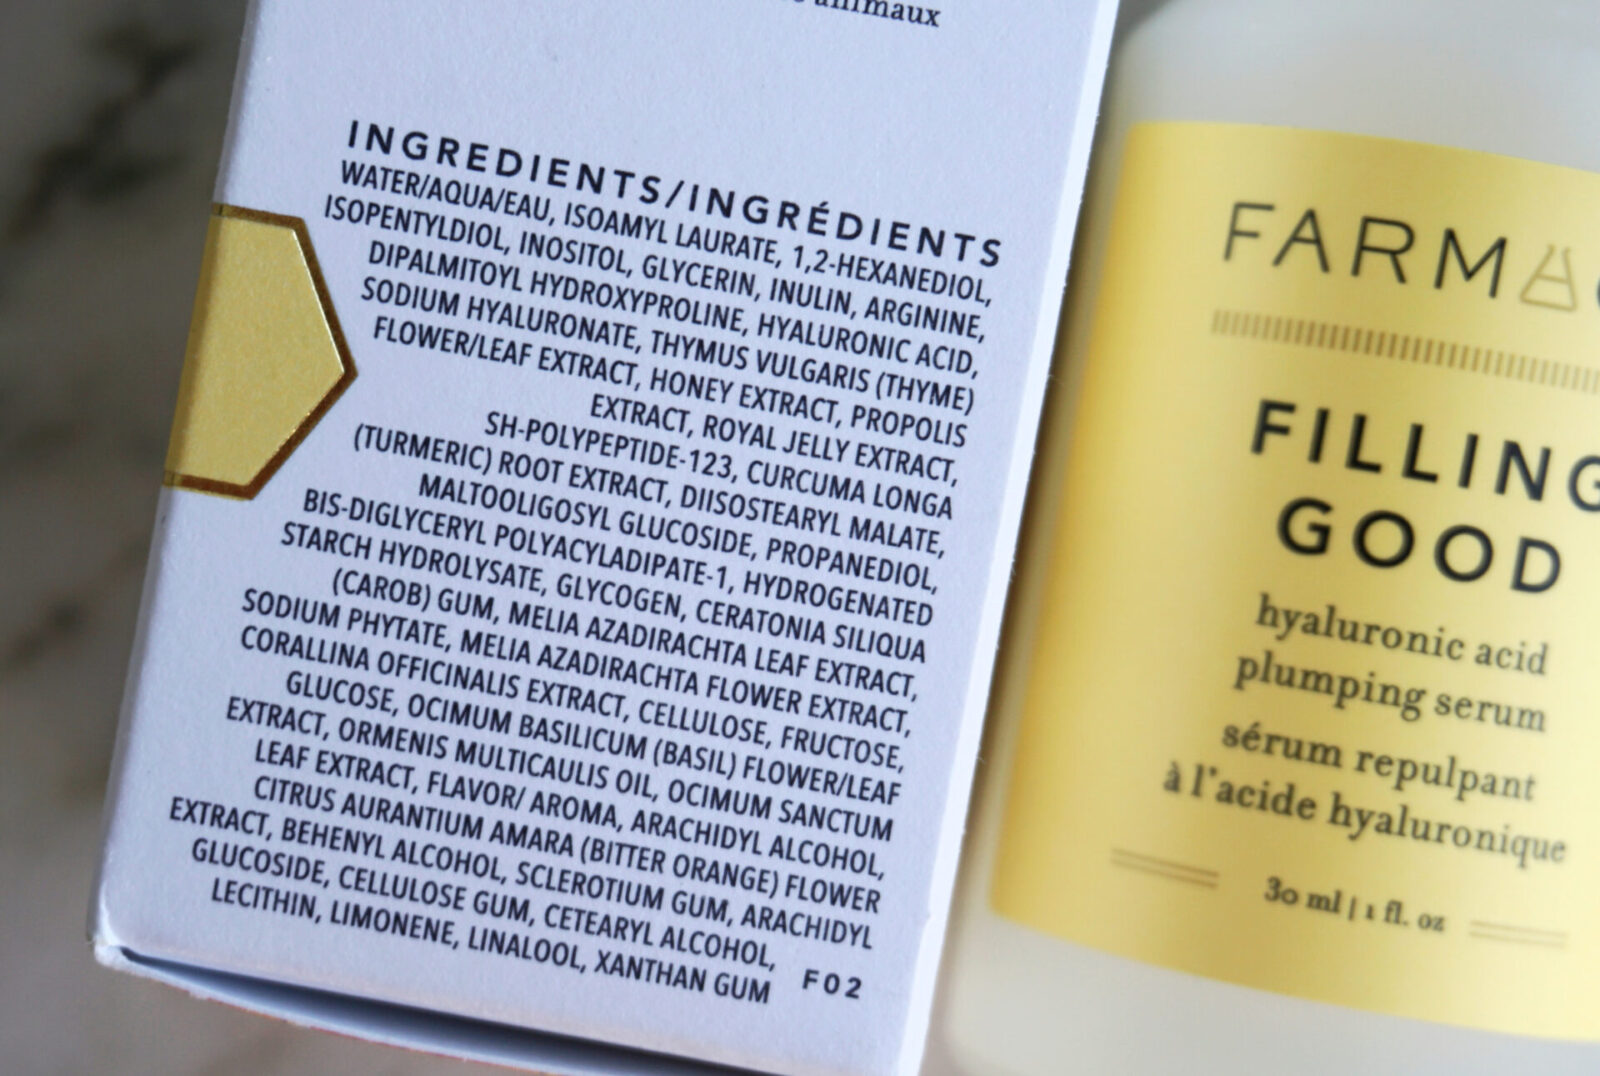 animaux
INGREDIENTS/INGRÉDIENTS
WATER/AQUA/EAU, ISOAMYL LAURATE, 1,2-HEXANEDIOL,
ISOPENTYLDIOL, INOSITOL, GLYCERIN, INULIN, ARGININE,
DIPALMITOYL HYDROXYPROLINE, HYALURONIC ACID,
SODIUM HYALURONATE, THYMUS VULGARIS (THYME)
FLOWER/LEAF EXTRACT, HONEY EXTRACT, PROPOLIS
EXTRACT, ROYAL JELLY EXTRACT,
SH-POLYPEPTIDE-123, CURCUMA LONGA
(TURMERIC) ROOT EXTRACT, DIISOSTEARYL MALATE,
MALTOOLIGOSYL GLUCOSIDE, PROPANEDIOL,
BIS-DIGLYCERYL POLYACYLADIPATE-1, HYDROGENATED
STARCH HYDROLYSATE, GLYCOGEN, CERATONIA SILIQUA
(CAROB) GUM, MELIA AZADIRACHTA LEAF EXTRACT,
SODIUM PHYTATE, MELIA AZADIRACHTA FLOWER EXTRACT,
CORALLINA OFFICINALIS EXTRACT, CELLULOSE, FRUCTOSE,
GLUCOSE, OCIMUM BASILICUM (BASIL) FLOWER/LEAF
EXTRACT, ORMENIS MULTICAULIS OIL, OCIMUM SANCTUM
LEAF EXTRACT, FLAVOR/ AROMA, ARACHIDYL ALCOHOL,
CITRUS AURANTIUM AMARA (BITTER ORANGE) FLOWER
EXTRACT, BEHENYL ALCOHOL, SCLEROTIUM GUM, ARACHIDYL
GLUCOSIDE, CELLULOSE GUM, CETEARYL ALCOHOL,
LECITHIN, LIMONENE, LINALOOL, XANTHAN GUM
F02
FARMAC
FILLING
GOOD
hyaluronic acid
plumping serum
sérum repulpant
à l'acide hyaluronique
30 ml | 1 fl. oz